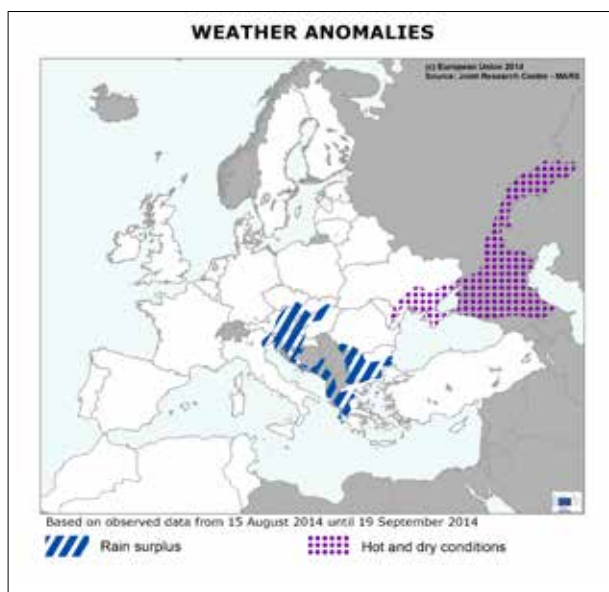 WEATHER ANOMALIES
(c) European Union 2014
Source: Joint Research Centre - MARS
Based on observed data from 15 August 2014 until 19 September 2014
Rain surplus
Hot and dry conditions